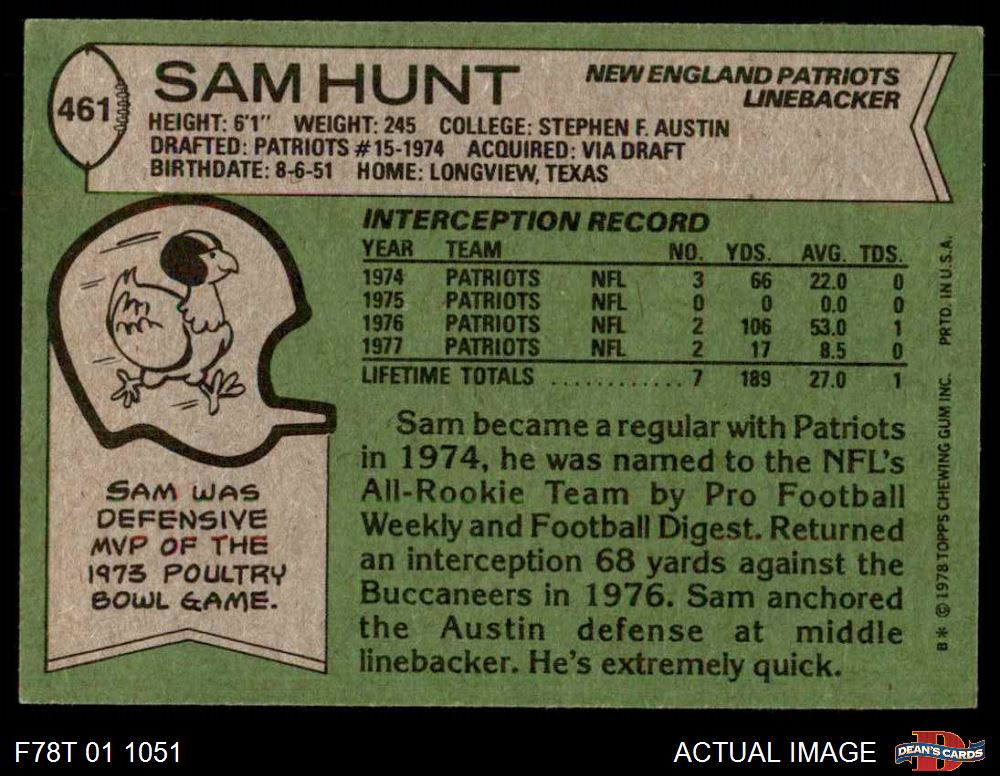 461
SAM HUNT
NEW ENGLAND PATRIOTS
LINEBACKER
HEIGHT: 6'1" WEIGHT: 245 COLLEGE: STEPHEN F. AUSTIN
DRAFTED: PATRIOTS #15-1974 ACQUIRED: VIA DRAFT
BIRTHDATE: 8-6-51 HOME: LONGVIEW, TEXAS
INTERCEPTION RECORD
YEAR TEAM NO. YDS. AVG. TDS.
1974 PATRIOTS NFL 3 66 22.0 0
1975 PATRIOTS NFL 0 0 0.0 0
1976 PATRIOTS NFL 2 106 53.0 1
1977 PATRIOTS NFL 2 17 8.5 0
LIFETIME TOTALS ............ 7 189 27.0 1
Sam became a regular with Patriots
in 1974, he was named to the NFL's
All-Rookie Team by Pro Football
Weekly and Football Digest. Returned
an interception 68 yards against the
Buccaneers in 1976. Sam anchored
the Austin defense at middle
linebacker. He's extremely quick.
SAM WAS
DEFENSIVE
MVP OF THE
1973 POULTRY
BOWL GAME.
B* © 1978 TOPPS CHEWING GUM INC. PRTD. IN U.S.A.
F78T 01 1051
ACTUAL IMAGE
DEAN'S CARDS